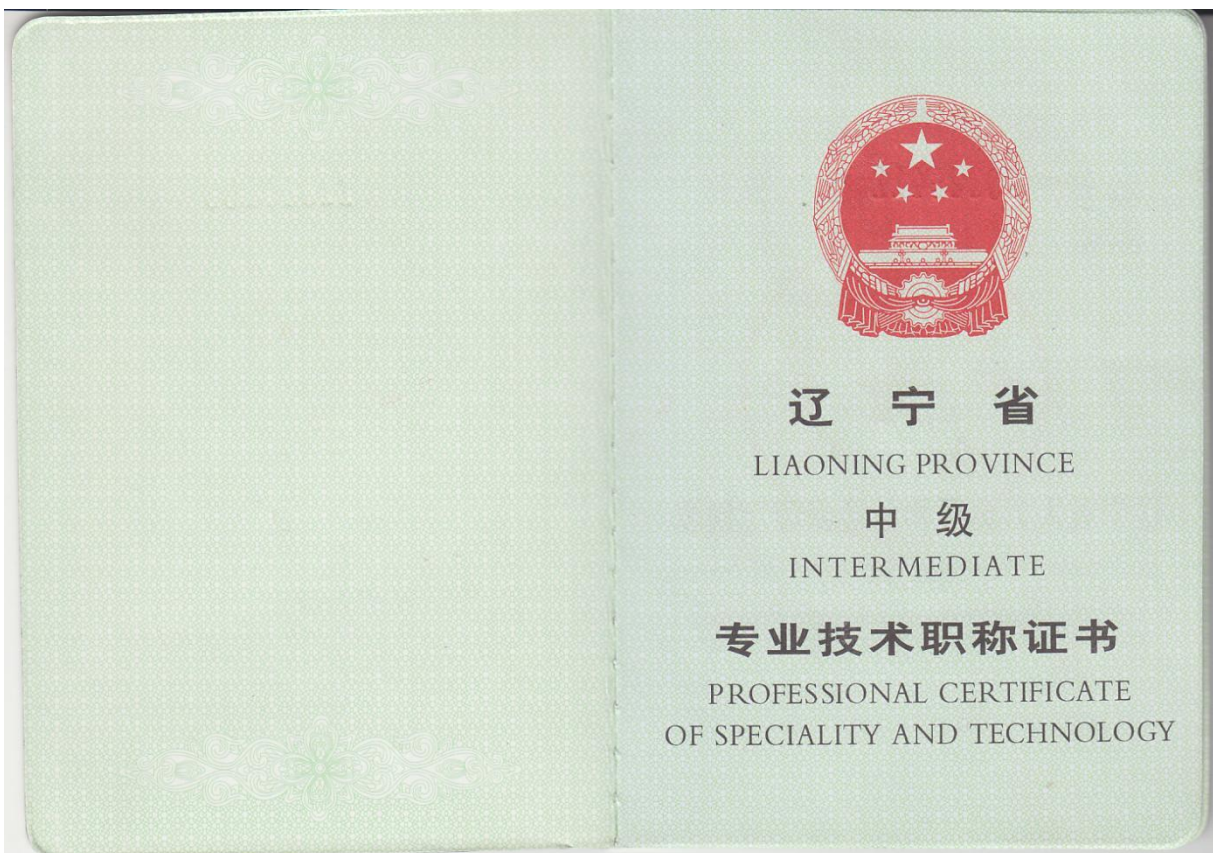 辽宁省
LIAONING PROVINCE
中级
INTERMEDIATE
专业技术职称证书
PROFESSIONAL CERTIFICATE
OF SPECIALITY AND TECHNOLOGY